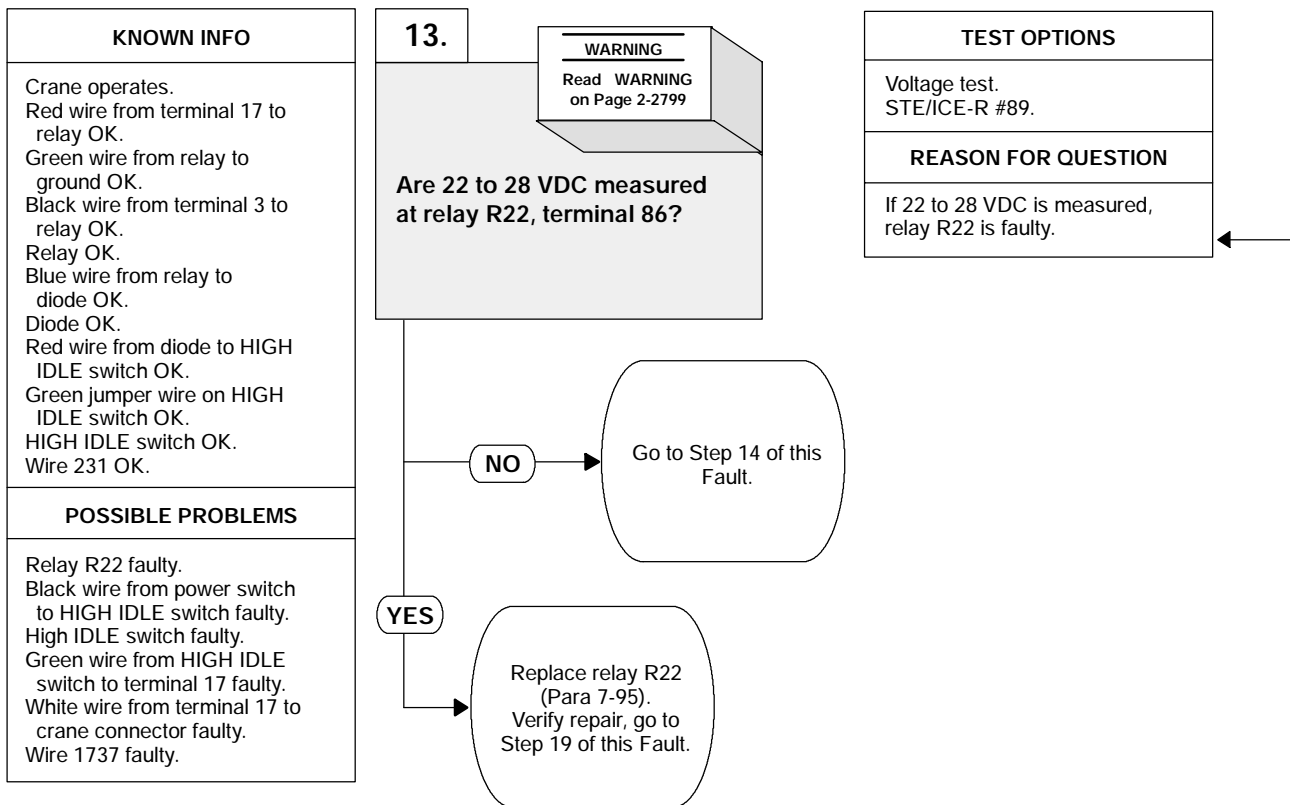 KNOWN INFO
Crane operates.
Red wire from terminal 17 to
relay OK.
Green wire from relay to
ground OK.
Black wire from terminal 3 to
relay OK.
Relay OK.
Blue wire from relay to
diode OK.
Diode OK.
Red wire from diode to HIGH
IDLE switch OK.
Green jumper wire on HIGH
IDLE switch OK.
HIGH IDLE switch OK.
Wire 231 OK.
POSSIBLE PROBLEMS
Relay R22 faulty.
Black wire from power switch
to HIGH IDLE switch faulty.
High IDLE switch faulty.
Green wire from HIGH IDLE
switch to terminal 17 faulty.
White wire from terminal 17 to
crane connector faulty.
Wire 1737 faulty.
13.
WARNING
Read WARNING
on Page 2-2799
Are 22 to 28 VDC measured
at relay R22, terminal 86?
NO
Go to Step 14 of this
Fault.
YES
Replace relay R22
(Para 7-95).
Verify repair, go to
Step 19 of this Fault.
TEST OPTIONS
Voltage test.
STE/ICE-R #89.
REASON FOR QUESTION
If 22 to 28 VDC is measured,
relay R22 is faulty.